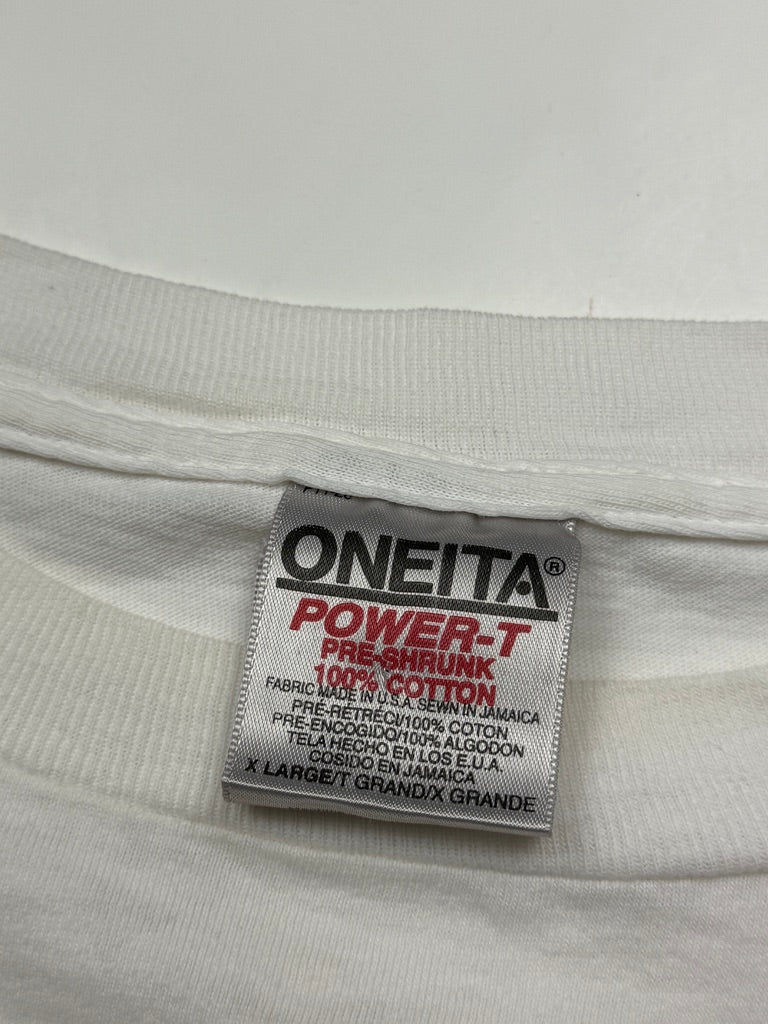 ONEITA®
POWER-T
PRE-SHRUNK
100% COTTON
FABRIC MADE IN U.S.A. SEWN IN JAMAICA
PRE-RETRECI/100% COTON
PRE-ENCOGIDO/100% ALGODON
TELA HECHO EN LOS E.U.A.
COSIDO EN JAMAICA
X LARGE/T GRAND/X GRANDE